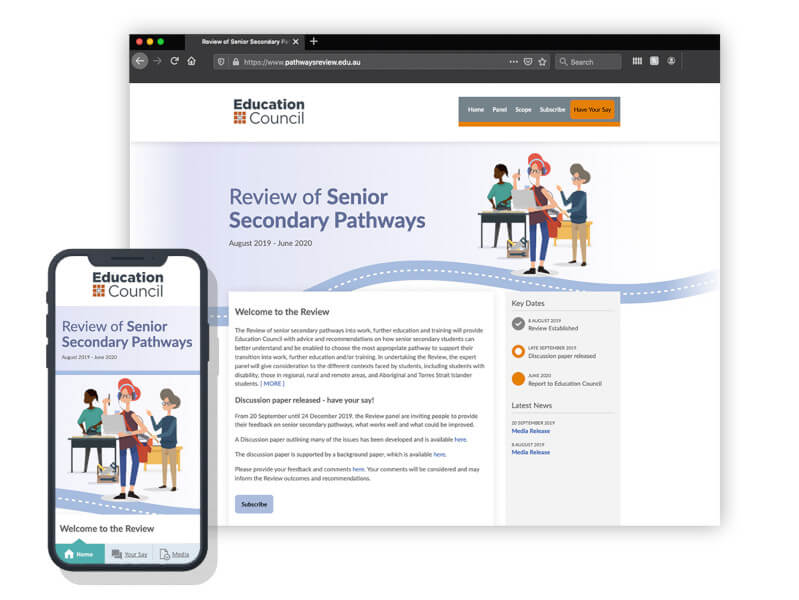 Review of Senior Secondary Pat
https://www.pathwaysreview.edu.au
Search
Education
Council
Home Panel Scope Subscribe Have Your Say
Review of Senior
Secondary Pathways
August 2019 - June 2020
Welcome to the Review
The Review of senior secondary pathways into work, further education and training will provide
Education Council with advice and recommendations on how senior secondary students can
better understand and be enabled to choose the most appropriate pathway to support their
transition into work, further education and/or training. In undertaking the Review, the expert
panel will give consideration to the different contexts faced by students, including students with
disability, those in regional, rural and remote areas, and Aboriginal and Torres Strait Islander
students. [ MORE ]
Discussion paper released - have your say!
From 20 September until 24 December 2019, the Review panel are inviting people to provide
their feedback on senior secondary pathways, what works well and what could be improved.
A Discussion paper outlining many of the issues has been developed and is available here.
The discussion paper is supported by a background paper, which is available here.
Please provide your feedback and comments here. Your comments will be considered and may
inform the Review outcomes and recommendations.
Subscribe
Key Dates
8 AUGUST 2019
Review Established
LATE SEPTEMBER 2019
Discussion paper released
JUNE 2020
Report to Education Council
Latest News
20 SEPTEMBER 2019
Media Release
8 AUGUST 2019
Media Release
Education
Council
Review of Senior
Secondary Pathways
August 2019 - June 2020
Welcome to the Review
Home Your Say Media